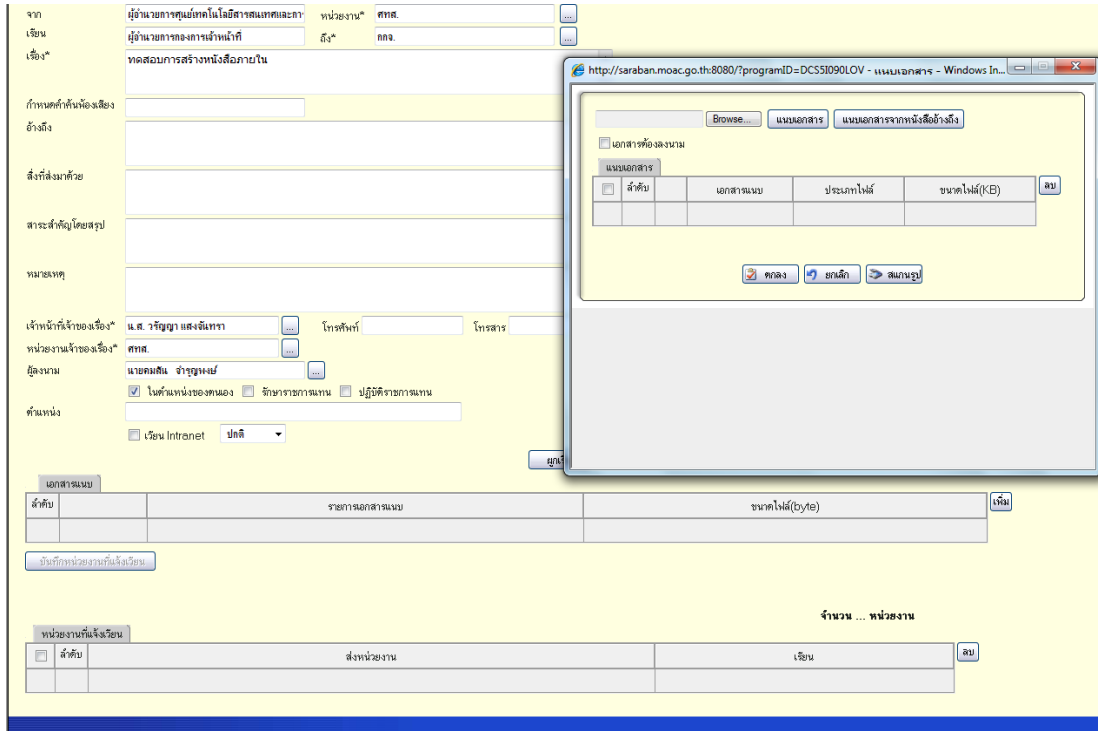 จาก ผู้อำนวยการศูนย์เทคโนโลยีสารสนเทศและกา หน่วยงาน* ศทส. ...
เรียน ผู้อำนวยการกองการเจ้าหน้าที่ ถึง* กกจ. ...
เรื่อง* ทดสอบการสร้างหนังสือภายใน
http://saraban.moac.go.th:8080/?programID=DCS5I090LOV - แนบเอกสาร - Windows In...
กำหนดคำค้นห้องเสียง
Browse... แนบเอกสาร แนบเอกสารจากหนังสืออ้างถึง
อ้างถึง
เอกสารต้องลงนาม
แนบเอกสาร
สิ่งที่ส่งมาด้วย
ลำดับ เอกสารแนบ ประเภทไฟล์ ขนาดไฟล์(KB) ลบ
สาระสำคัญโดยสรุป
หมายเหตุ
ตกลง ยกเลิก สแกนรูป
เจ้าหน้าที่เจ้าของเรื่อง* น.ส. วรัญญา แสงจันทรา ... โทรศัพท์ โทรสาร
หน่วยงานเจ้าของเรื่อง* ศทส. ...
ผู้ลงนาม นายคมสัน จำรูญพงษ์ ...
ในตำแหน่งของตนเอง รักษาราชการแทน ปฏิบัติราชการแทน
ตำแหน่ง
เวียน Intranet ปกติ
เอกสารแนบ
ลำดับ รายการเอกสารแนบ ขนาดไฟล์(byte) เพิ่ม
บันทึกหน่วยงานที่แจ้งเวียน
จำนวน ... หน่วยงาน
หน่วยงานที่แจ้งเวียน
ลำดับ ส่งหน่วยงาน เรียน ลบ